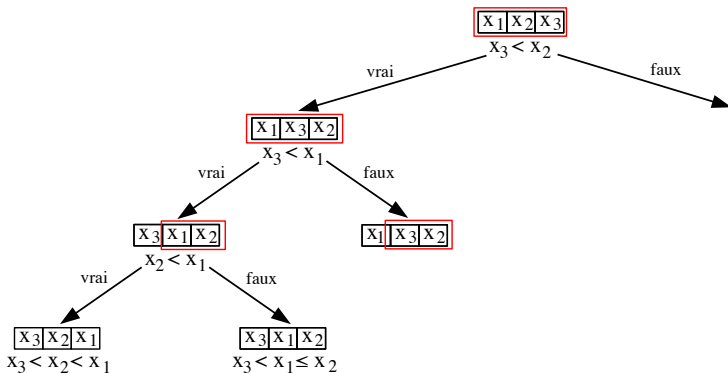 x1 x2 x3
x3 < x2
vrai faux
x1 x3 x2
x3 < x1
vrai faux
x3 x1 x2 x1 x3 x2
x2 < x1
vrai faux
x3 x2 x1 x3 x1 x2
x3 < x2 < x1 x3 < x1 ≤ x2